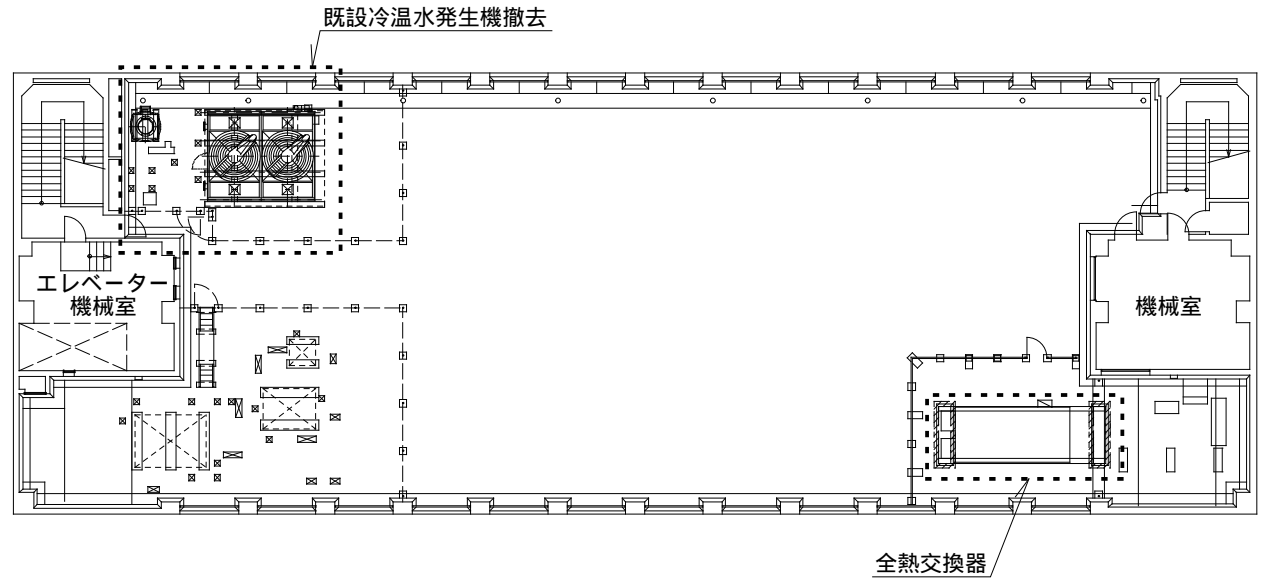 既設冷温水発生機撤去
エレベーター
機械室
機械室
全熱交換器